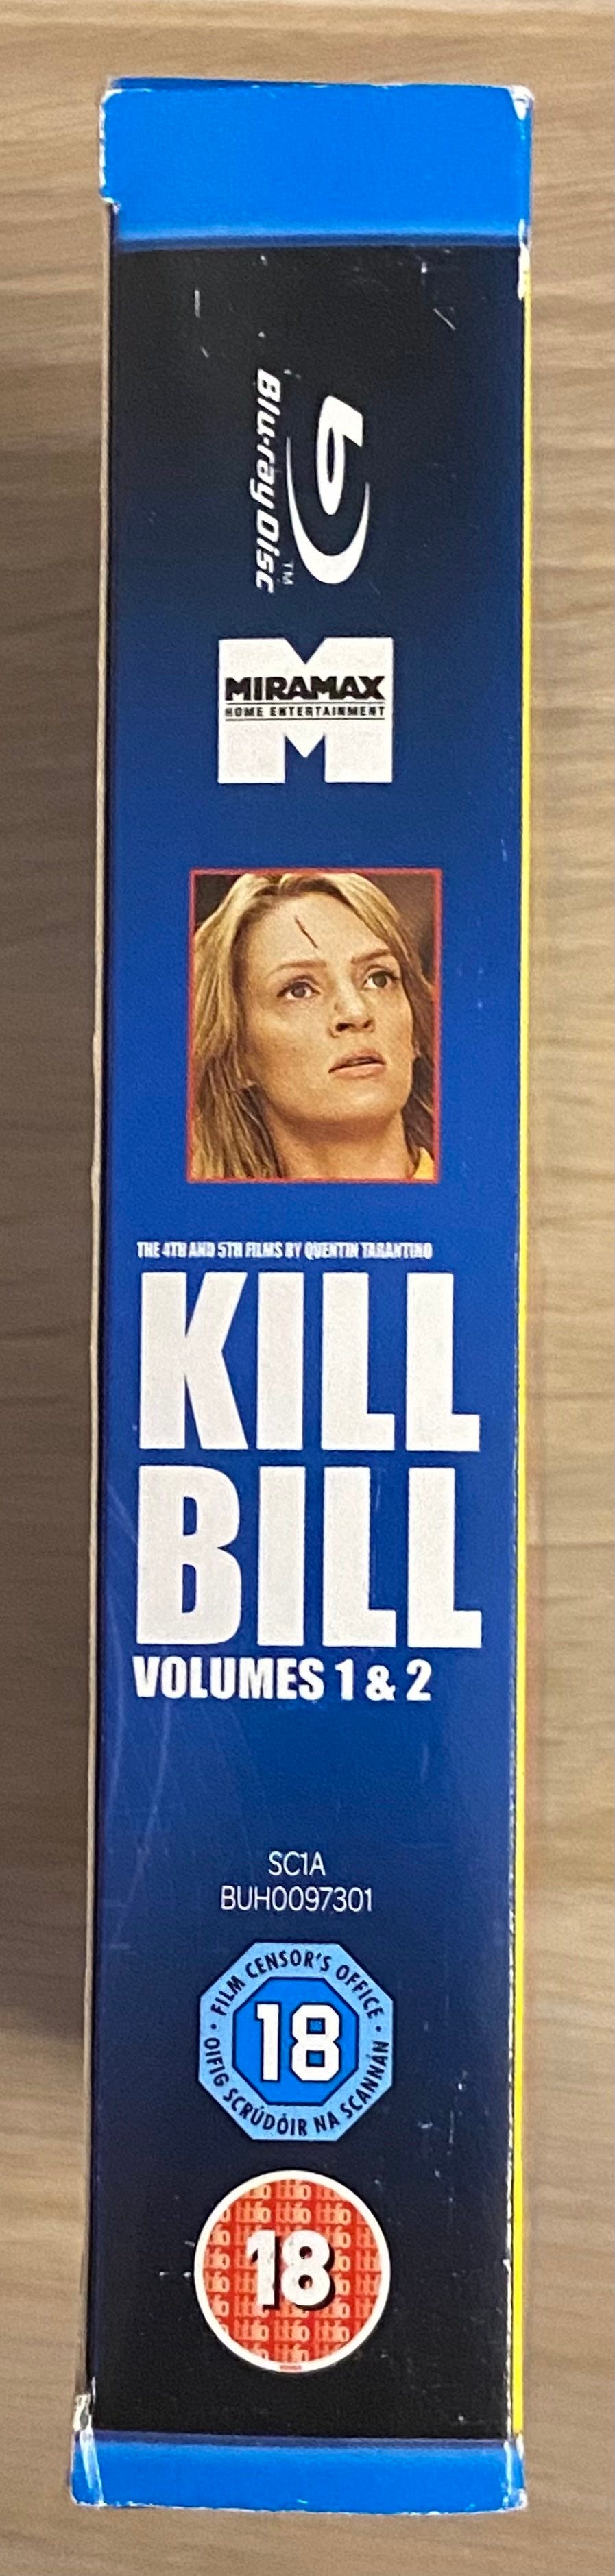 Blu-ray Disc
TM
MIRAMAX
HOME ENTERTAINMENT
THE 4TH AND 5TH FILMS BY QUENTIN TARANTINO
KILL
BILL
VOLUMES 1 & 2
SC1A
BUH0097301
· FILM CENSOR'S OFFICE ·
18
OIFIG SCRÚDÓIR NA SCANNÁN
18